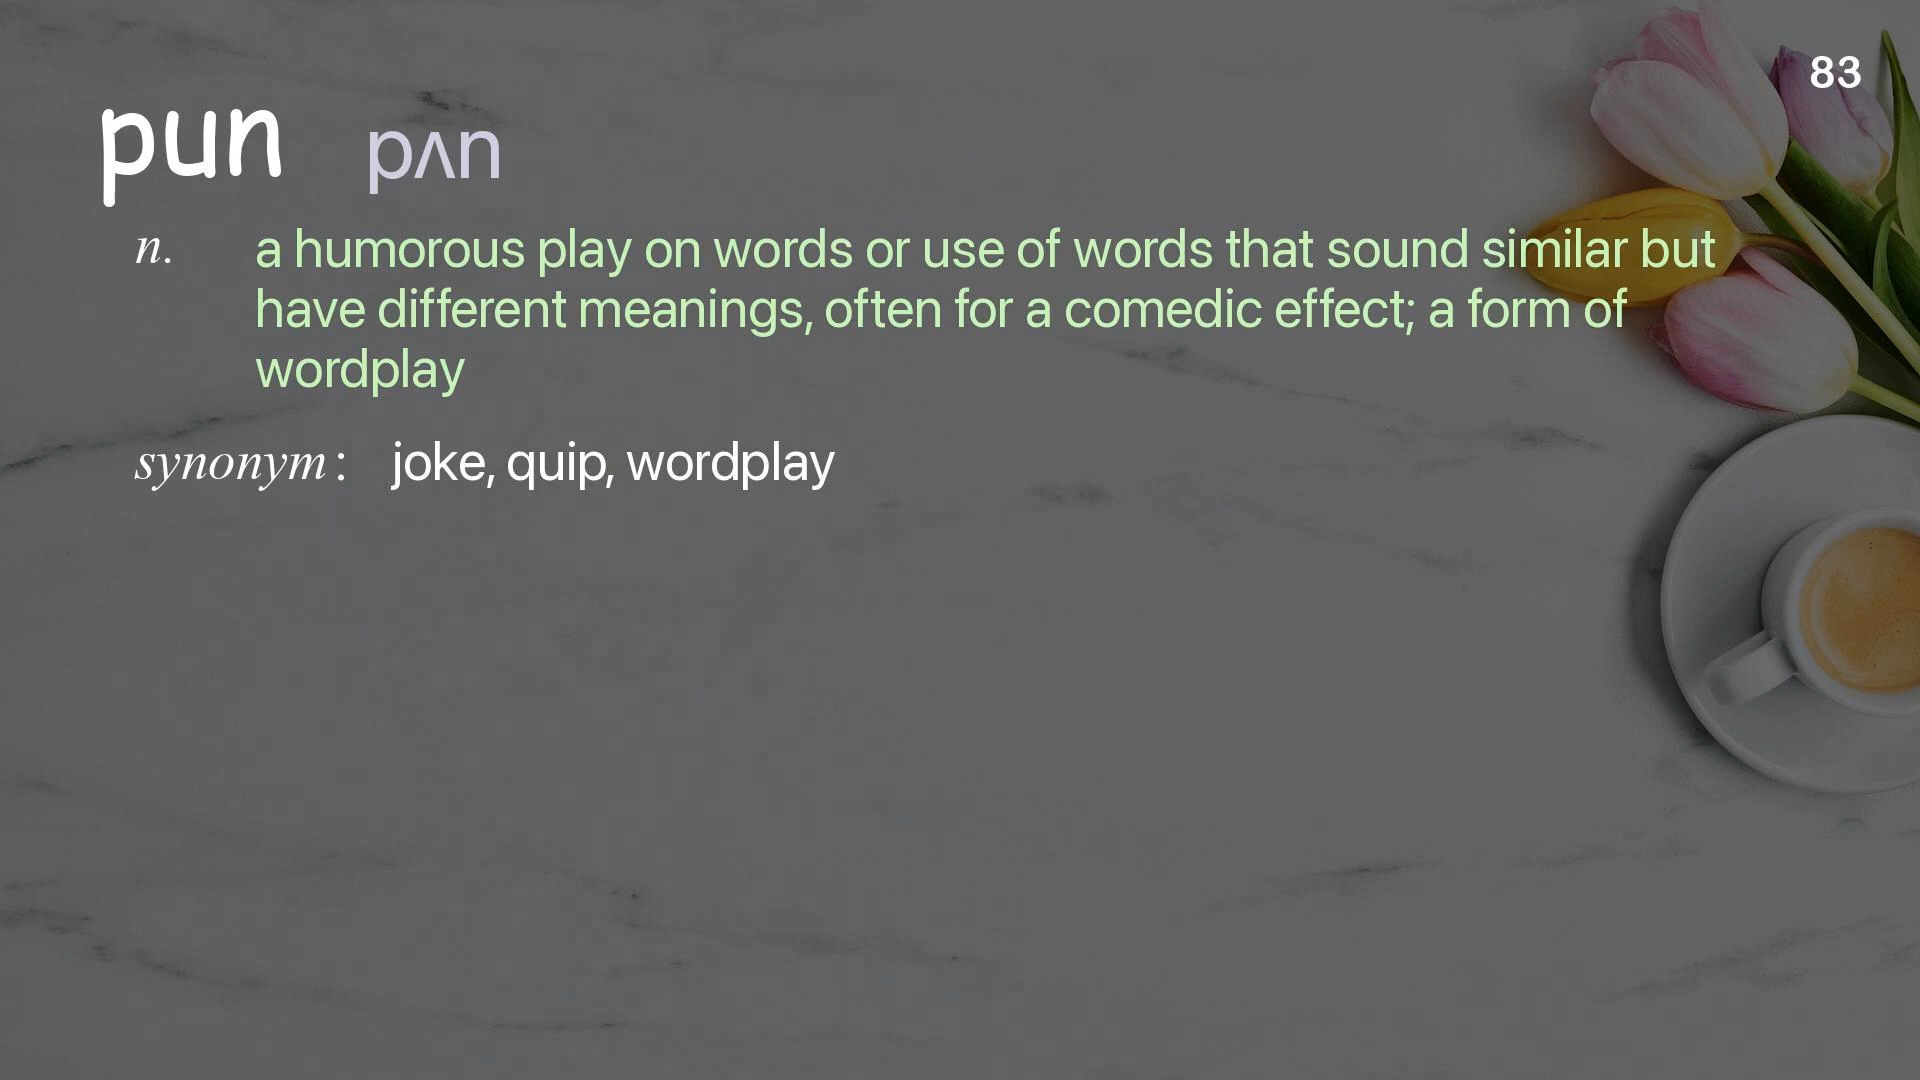 83
pun pʌn
n. a humorous play on words or use of words that sound similar but
have different meanings, often for a comedic effect; a form of
wordplay
synonym: joke, quip, wordplay